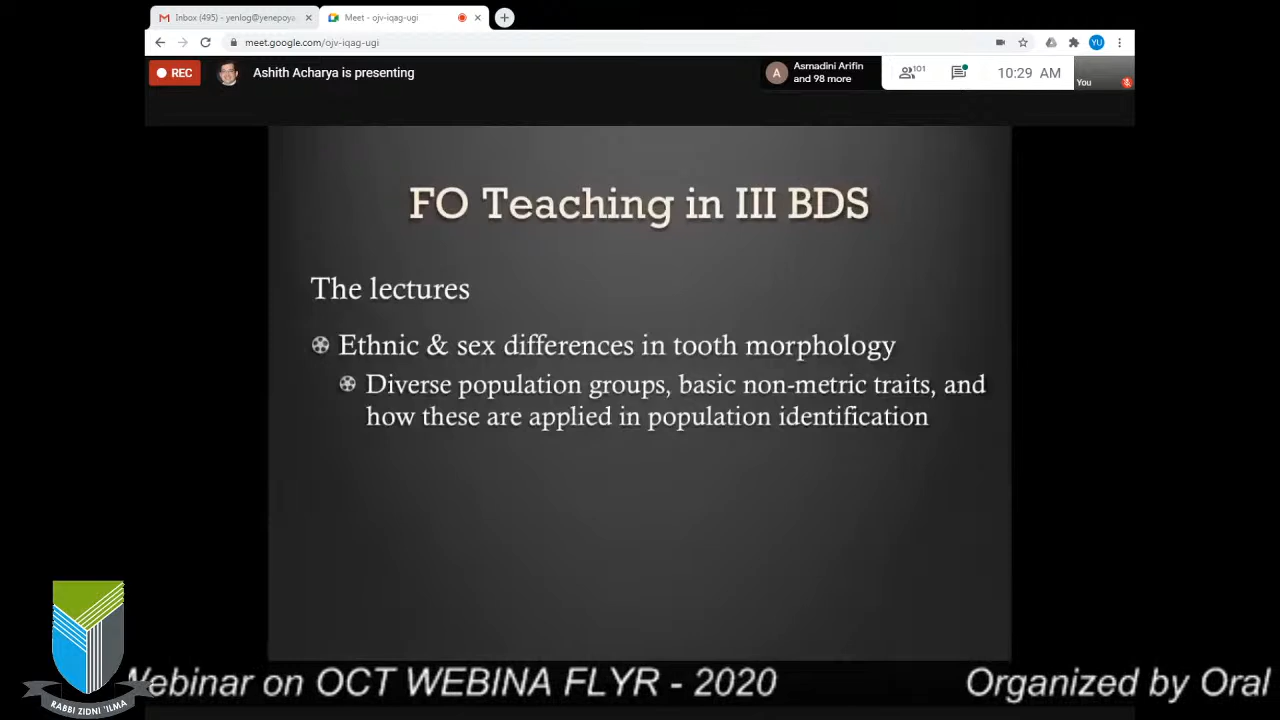 Inbox (495) - yenlog@yenepoya
Meet - ojv-iqag-ugi
meet.google.com/ojv-iqag-ugi
YU
REC
Ashith Acharya is presenting
A
Asmadini Arifin
and 98 more
101
10:29 AM
You
FO Teaching in III BDS
The lectures
Ethnic & sex differences in tooth morphology
Diverse population groups, basic non-metric traits, and
how these are applied in population identification
Webinar on OCT WEBINA FLYR - 2020 Organized by Oral
RABBI ZIDNI 'ILMA